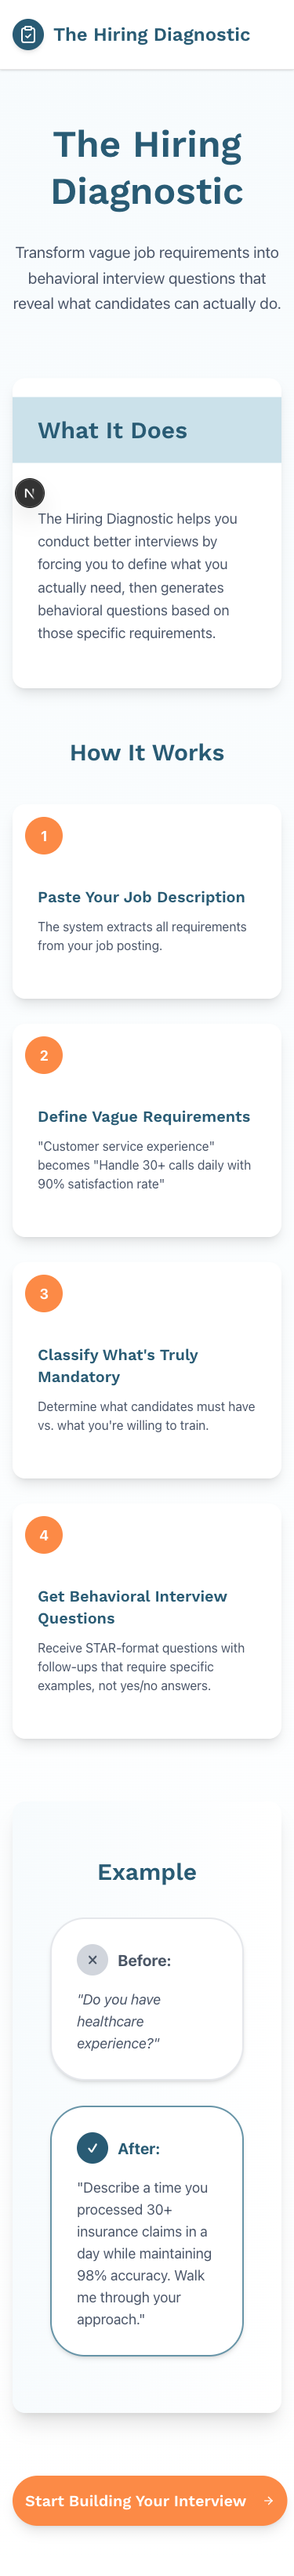 The Hiring Diagnostic
The Hiring
Diagnostic
Transform vague job requirements into
behavioral interview questions that
reveal what candidates can actually do.
What It Does
N
The Hiring Diagnostic helps you
conduct better interviews by
forcing you to define what you
actually need, then generates
behavioral questions based on
those specific requirements.
How It Works
1
Paste Your Job Description
The system extracts all requirements
from your job posting.
2
Define Vague Requirements
"Customer service experience"
becomes "Handle 30+ calls daily with
90% satisfaction rate"
3
Classify What's Truly
Mandatory
Determine what candidates must have
vs. what you're willing to train.
4
Get Behavioral Interview
Questions
Receive STAR-format questions with
follow-ups that require specific
examples, not yes/no answers.
Example
Before:
"Do you have
healthcare
experience?"
After:
"Describe a time you
processed 30+
insurance claims in a
day while maintaining
98% accuracy. Walk
me through your
approach."
Start Building Your Interview →